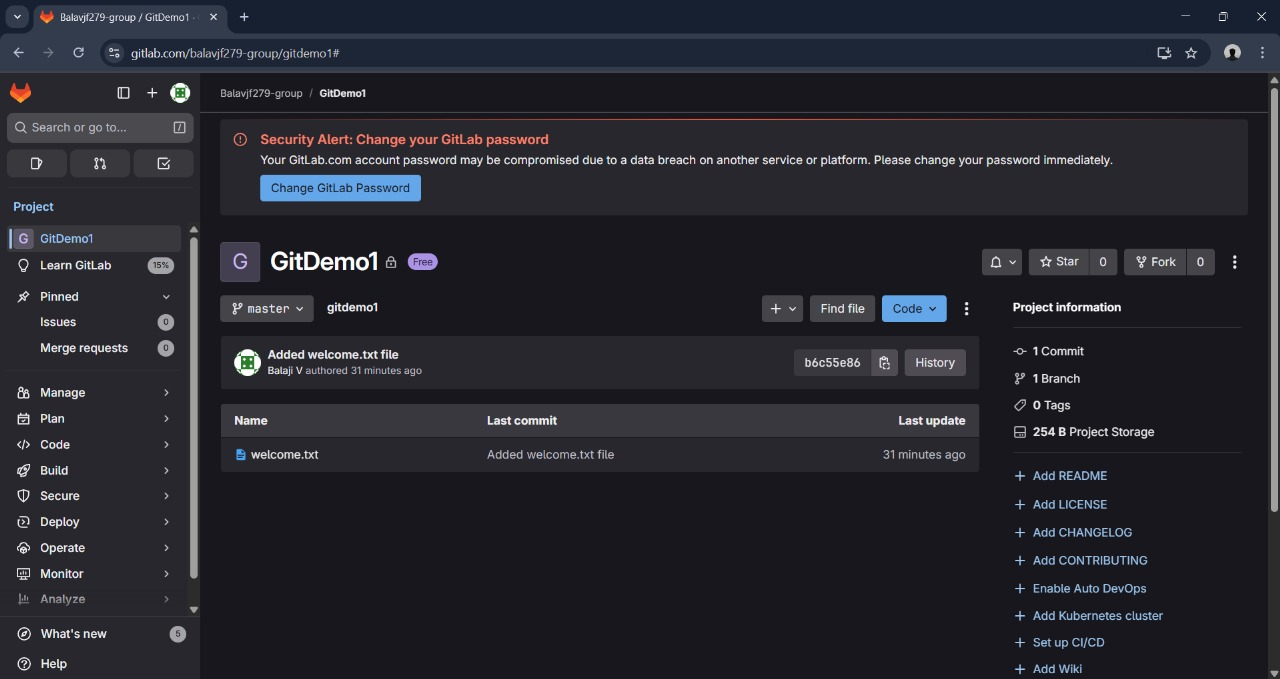 Balavjf279-group / GitDemo1 ·
gitlab.com/balavjf279-group/gitdemo1#
Search or go to...
/
Project
G GitDemo1
Learn GitLab 15%
Pinned
Issues 0
Merge requests 0
Manage
Plan
Code
Build
Secure
Deploy
Operate
Monitor
Analyze
What's new 5
Help
Balavjf279-group / GitDemo1
Security Alert: Change your GitLab password
Your GitLab.com account password may be compromised due to a data breach on another service or platform. Please change your password immediately.
Change GitLab Password
G GitDemo1 Free
Star 0 Fork 0
master gitdemo1 Find file Code
Added welcome.txt file
Balaji V authored 31 minutes ago
b6c55e86 History
Name Last commit Last update
welcome.txt Added welcome.txt file 31 minutes ago
Project information
1 Commit
1 Branch
0 Tags
254 B Project Storage
+ Add README
+ Add LICENSE
+ Add CHANGELOG
+ Add CONTRIBUTING
+ Enable Auto DevOps
+ Add Kubernetes cluster
+ Set up CI/CD
+ Add Wiki